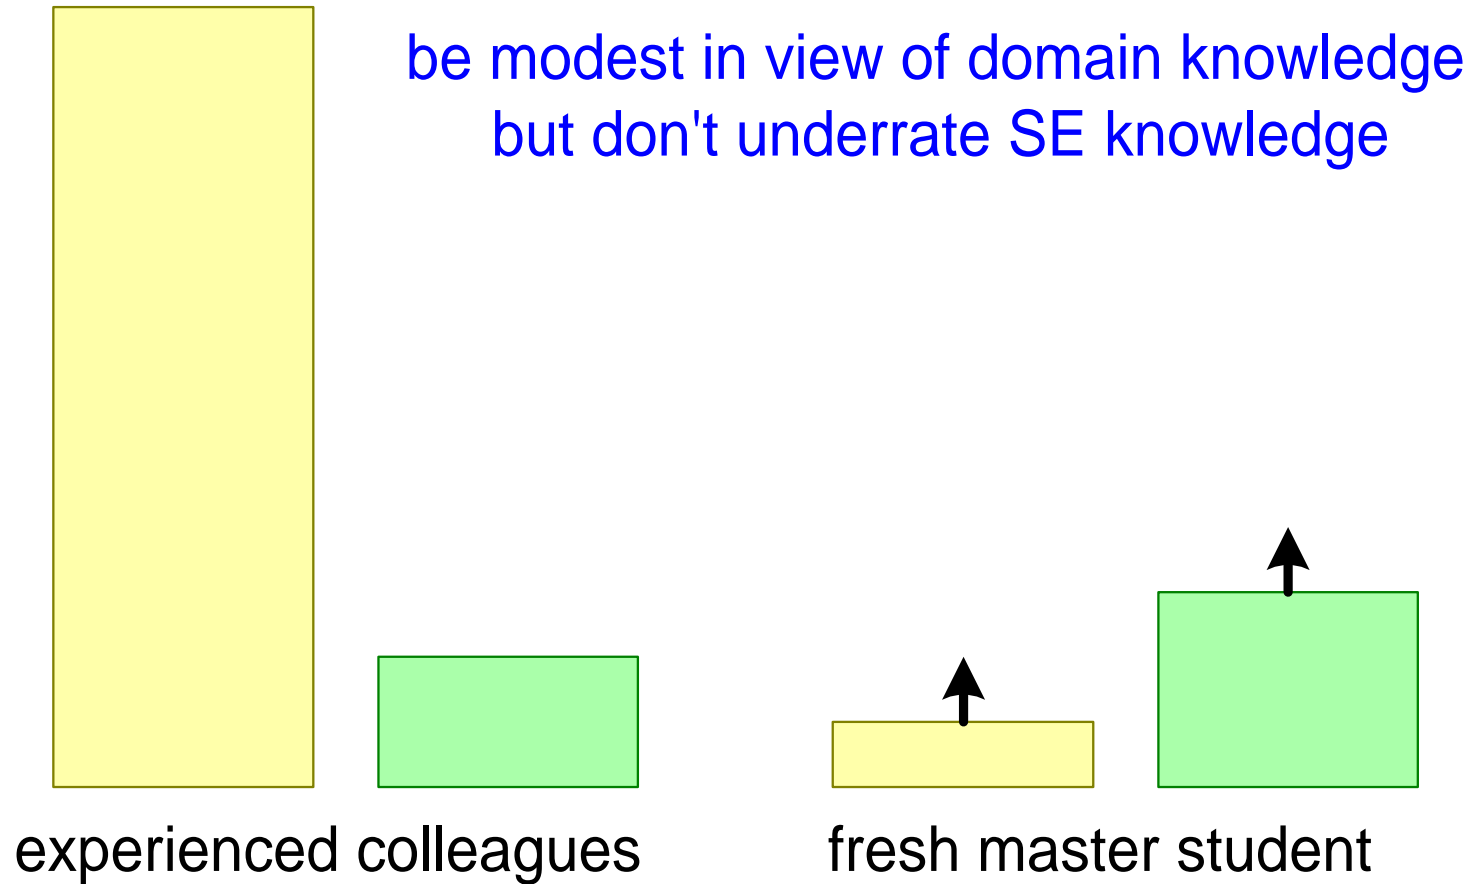 be modest in view of domain knowledge
but don't underrate SE knowledge
experienced colleagues
fresh master student